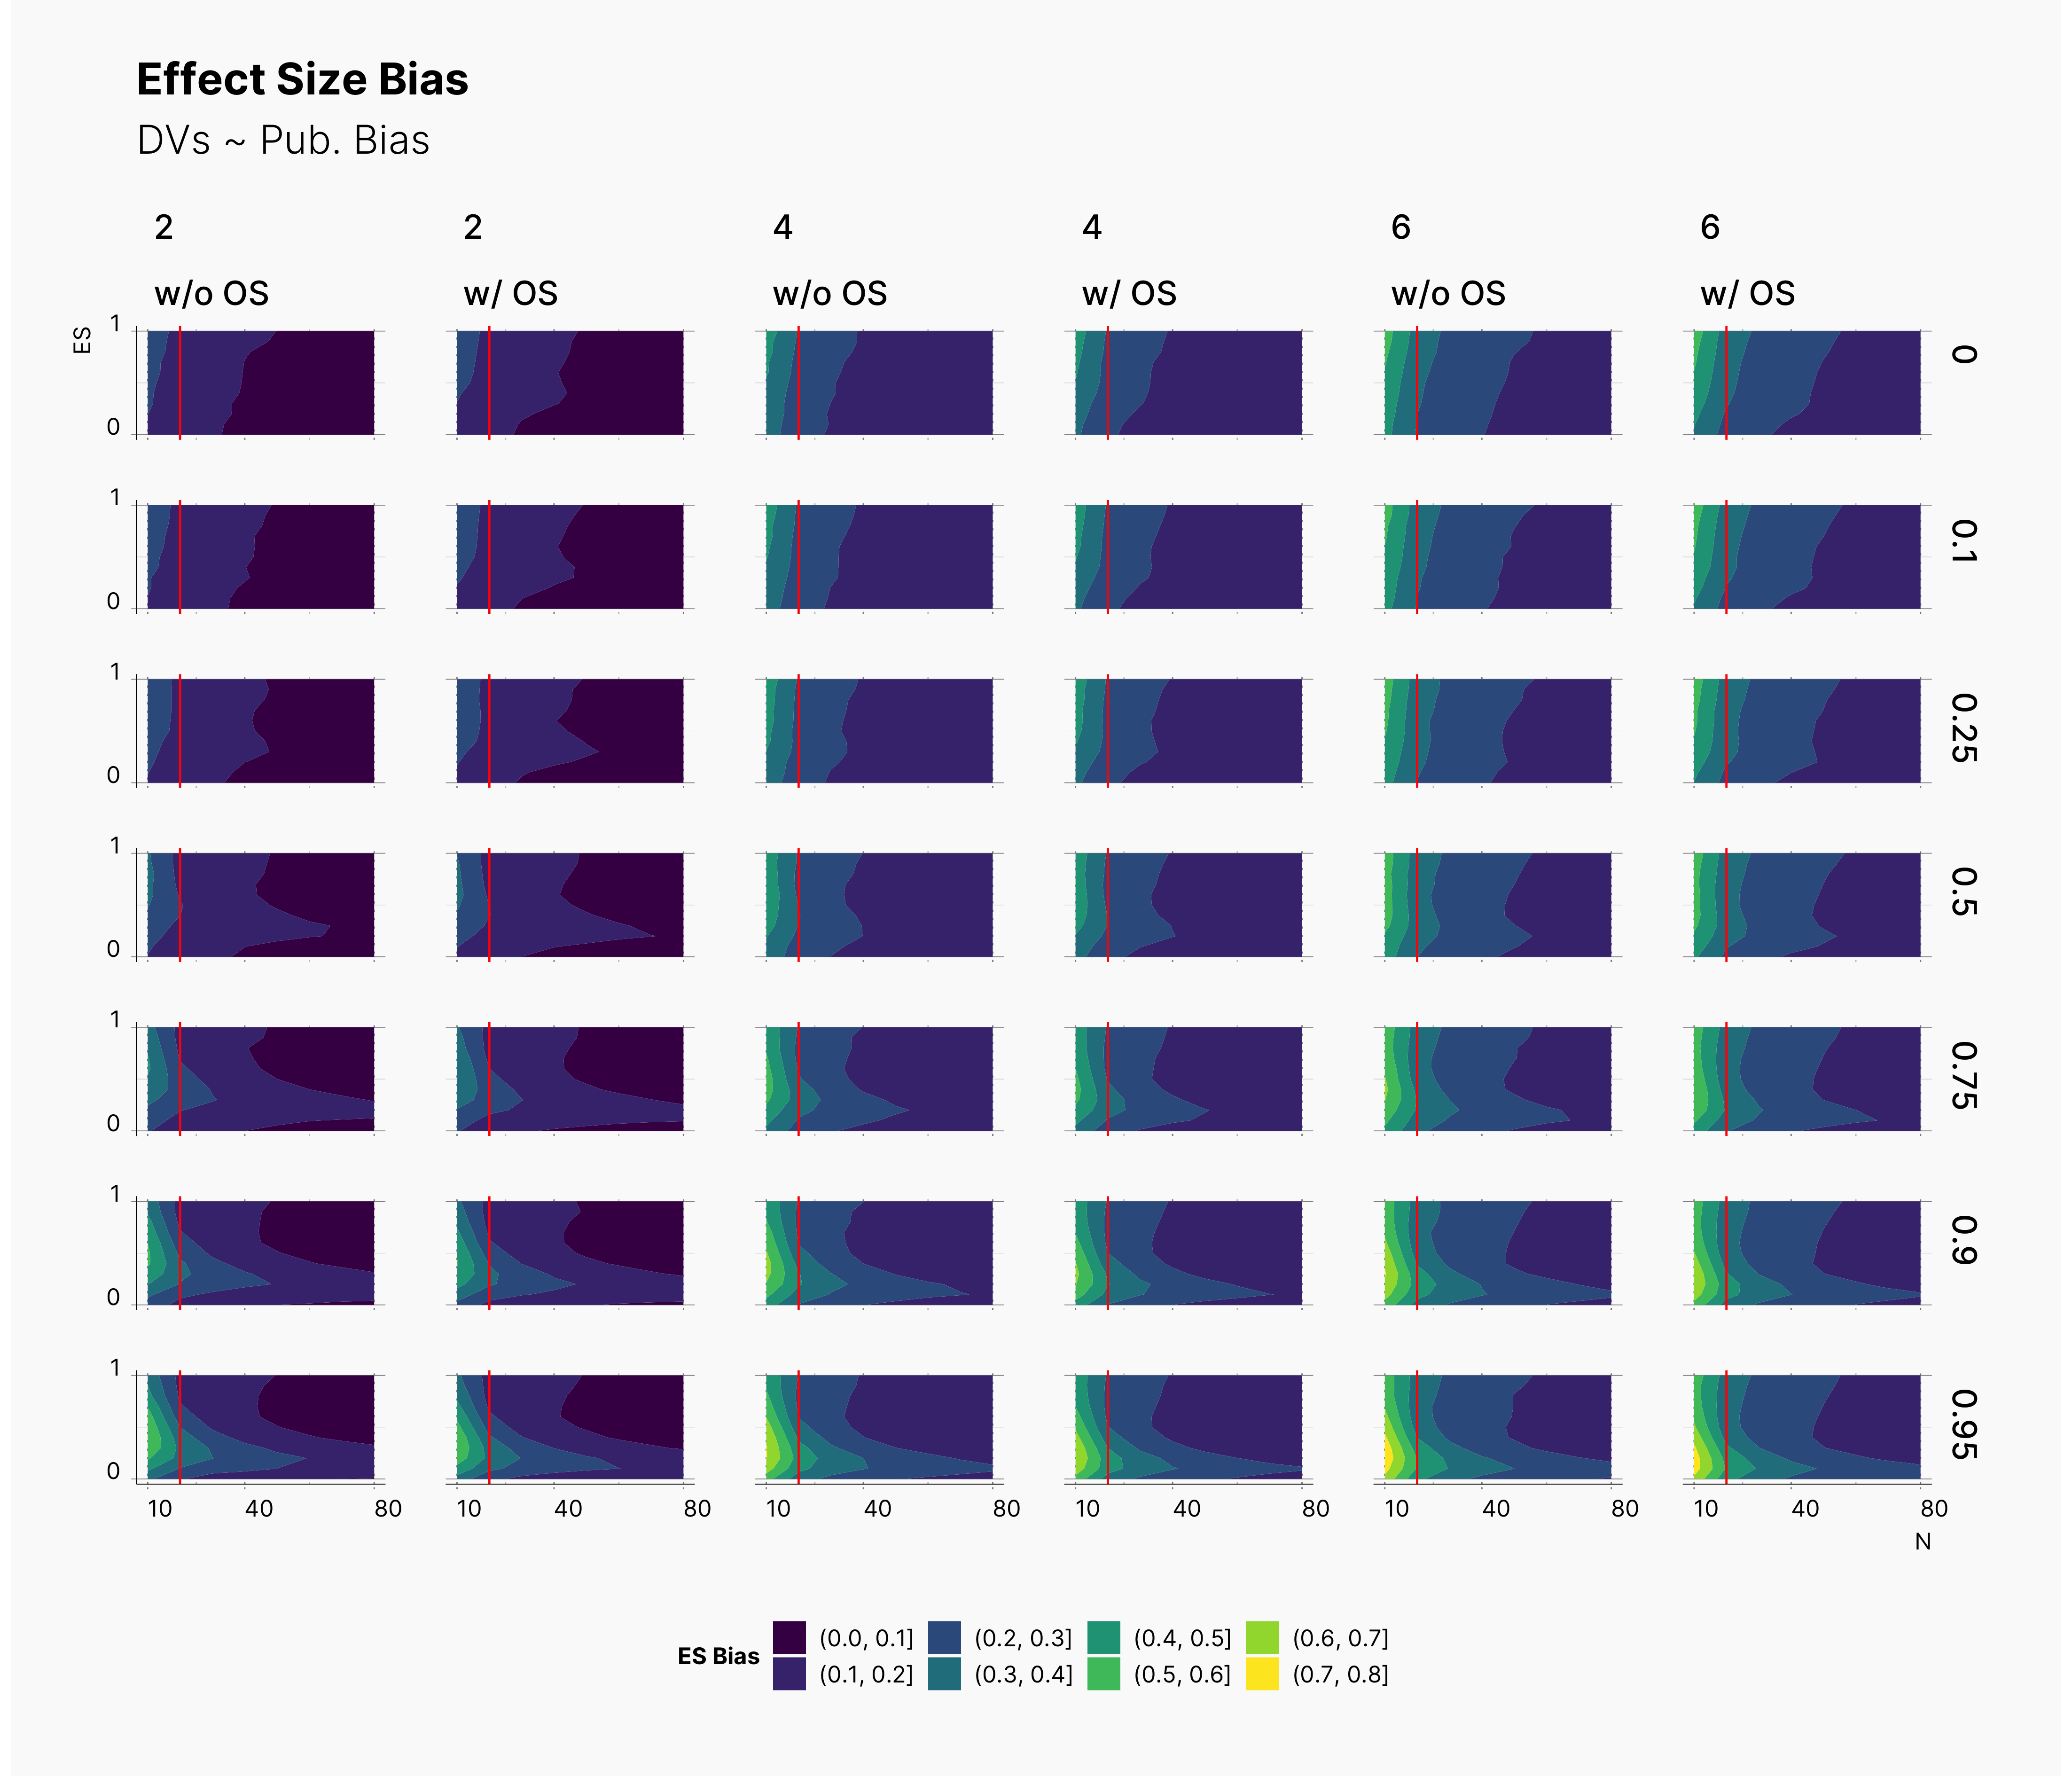 Effect Size Bias
DVs ~ Pub. Bias
2 2 4 4 6 6
w/o OS w/ OS w/o OS w/ OS w/o OS w/ OS
ES
1
0
0
1
0
0.1
1
0
0.25
1
0
0.5
1
0
0.75
1
0
0.9
1
0
0.95
10 40 80 10 40 80 10 40 80 10 40 80 10 40 80 10 40 80
N
ES Bias
(0.0, 0.1] (0.2, 0.3] (0.4, 0.5] (0.6, 0.7]
(0.1, 0.2] (0.3, 0.4] (0.5, 0.6] (0.7, 0.8]